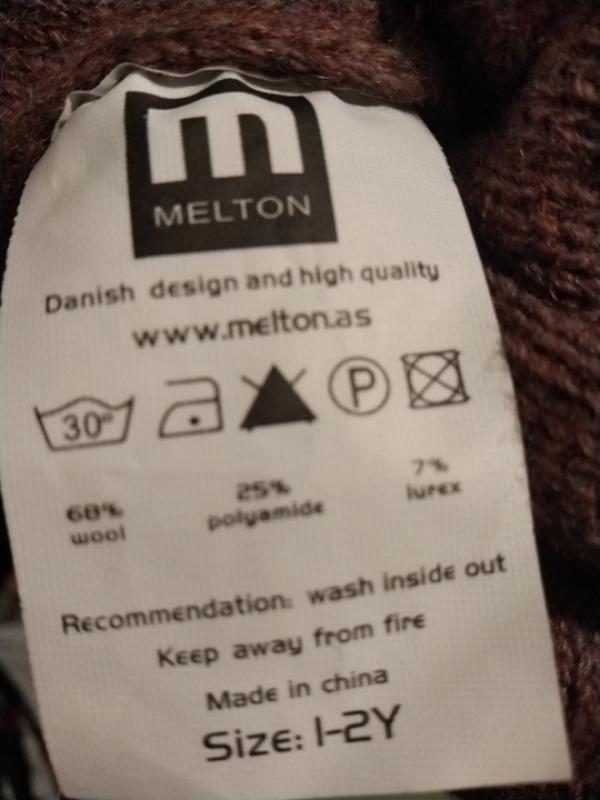 m
MELTON
Danish design and high quality
www.melton.as
30° P
68% 25% 7%
wool polyamide lurex
Recommendation: wash inside out
Keep away from fire
Made in china
Size: 1-2Y